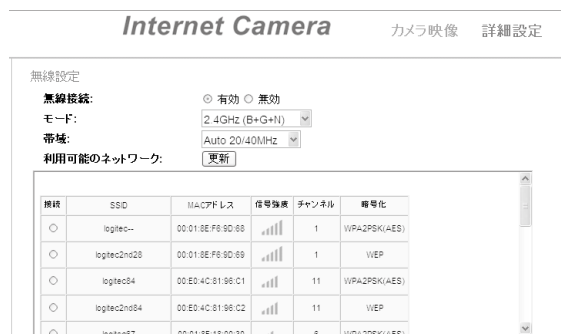 Internet Camera カメラ映像 詳細設定
無線設定
無線接続: 有効 無効
モード: 2.4GHz (B+G+N)
帯域: Auto 20/40MHz
利用可能のネットワーク: 更新
接続 SSID MACアドレス 信号強度 チャンネル 暗号化
logitec-- 00:01:8E:F6:9D:68 1 WPA2PSK(AES)
logitec2nd28 00:01:8E:F6:9D:69 1 WEP
logitec84 00:E0:4C:81:96:C1 11 WPA2PSK(AES)
logitec2nd84 00:E0:4C:81:96:C2 11 WEP